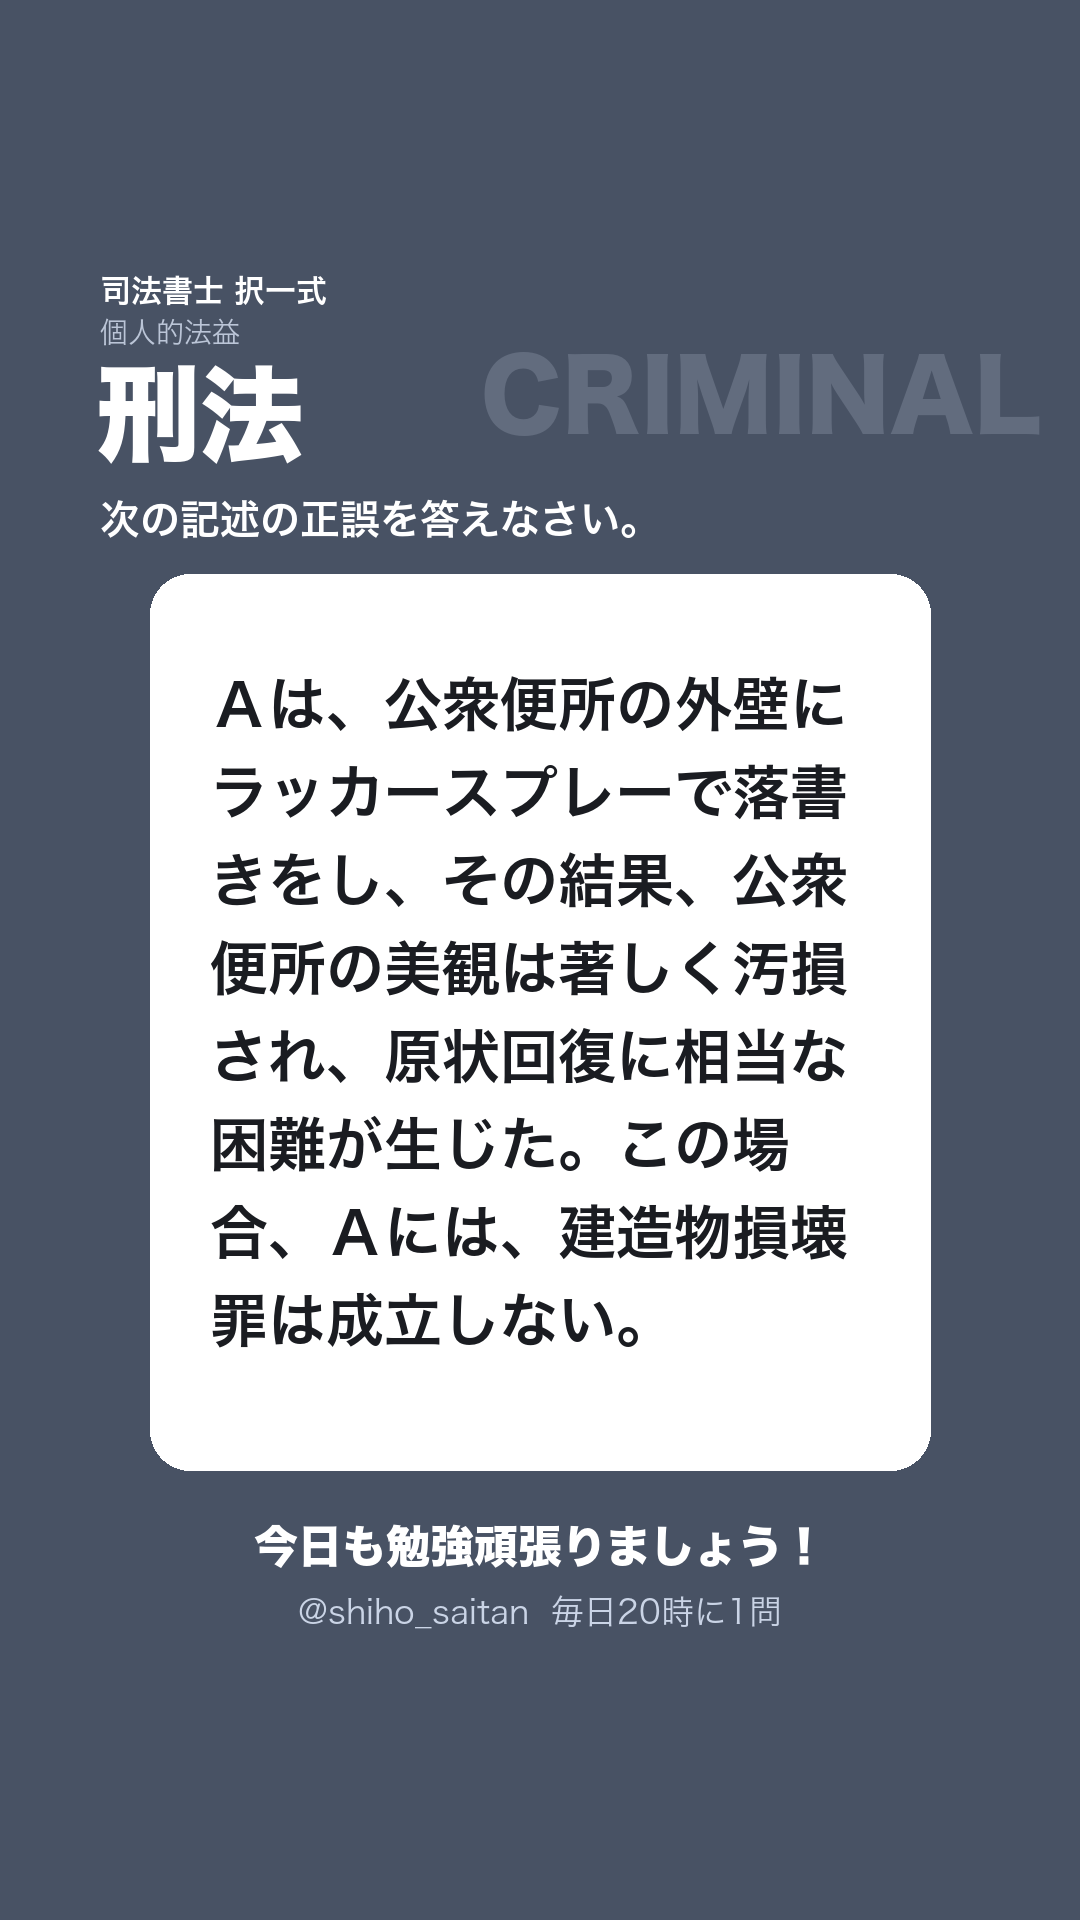 司法書士 択一式
個人的法益
刑法
CRIMINAL
次の記述の正誤を答えなさい。
Ａは、公衆便所の外壁に
ラッカースプレーで落書
きをし、その結果、公衆
便所の美観は著しく汚損
され、原状回復に相当な
困難が生じた。この場
合、Ａには、建造物損壊
罪は成立しない。
今日も勉強頑張りましょう！
@shiho_saitan 毎日20時に1問